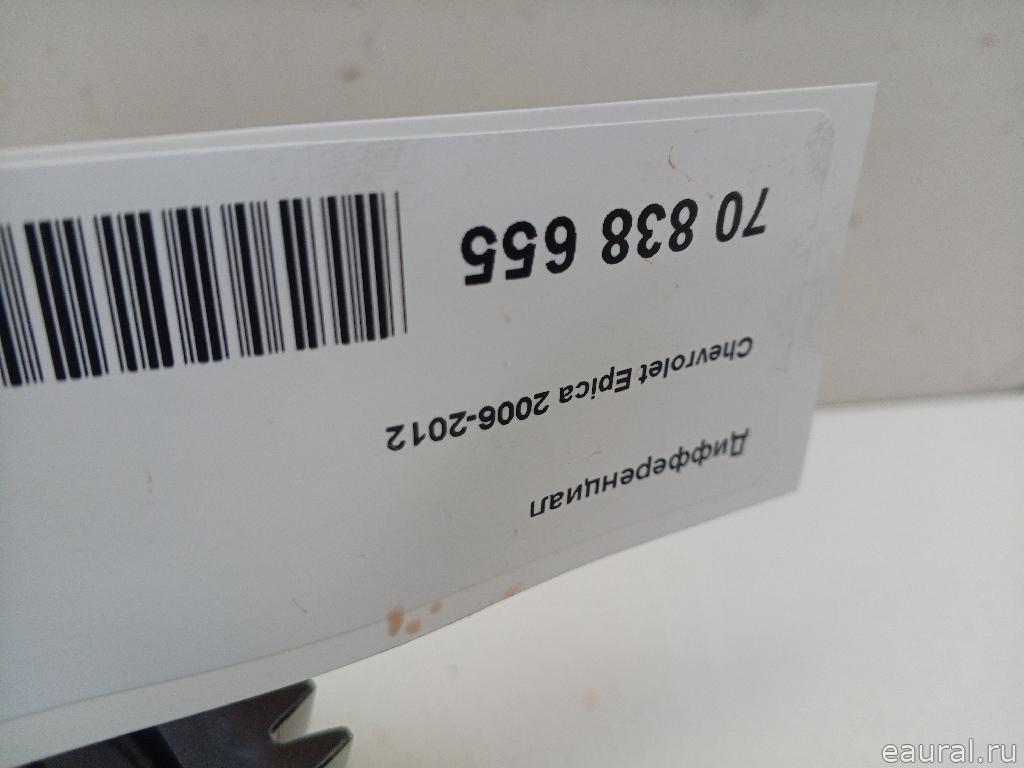 Дифференциал
Chevrolet Epica 2006-2012
70 838 655
eaural.ru